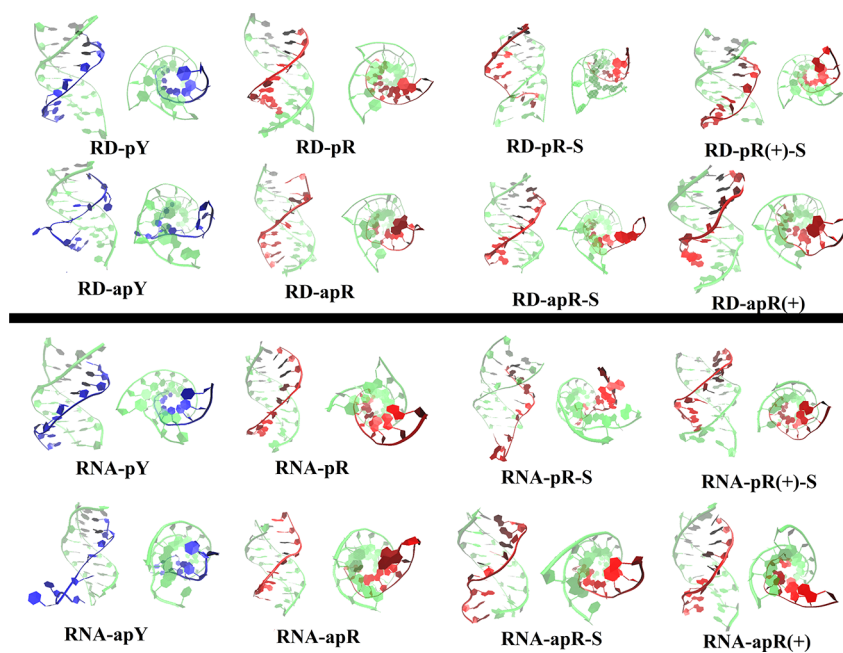 RD-pY RD-pR RD-pR-S RD-pR(+)-S
RD-apY RD-apR RD-apR-S RD-apR(+)
RNA-pY RNA-pR RNA-pR-S RNA-pR(+)-S
RNA-apY RNA-apR RNA-apR-S RNA-apR(+)